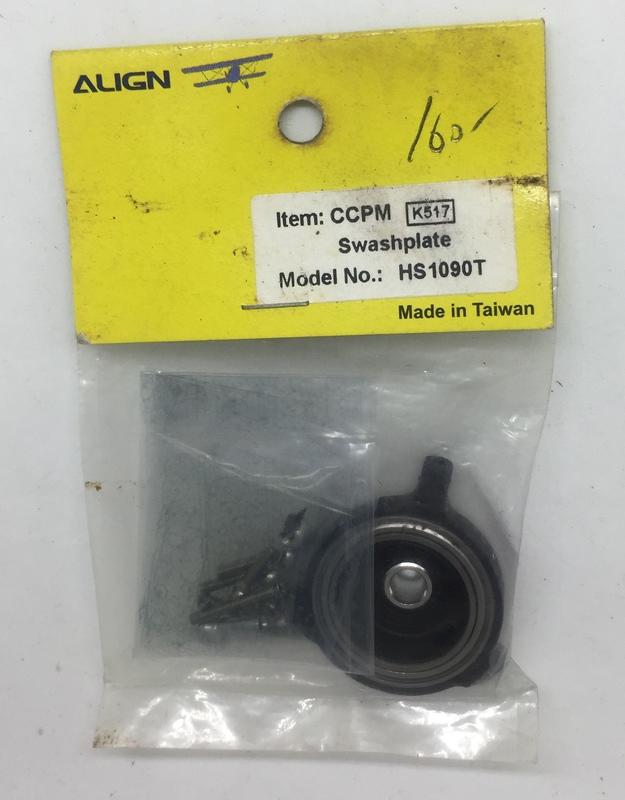 ALIGN
160-
Item: CCPM K517
Swashplate
Model No.: HS1090T
Made in Taiwan